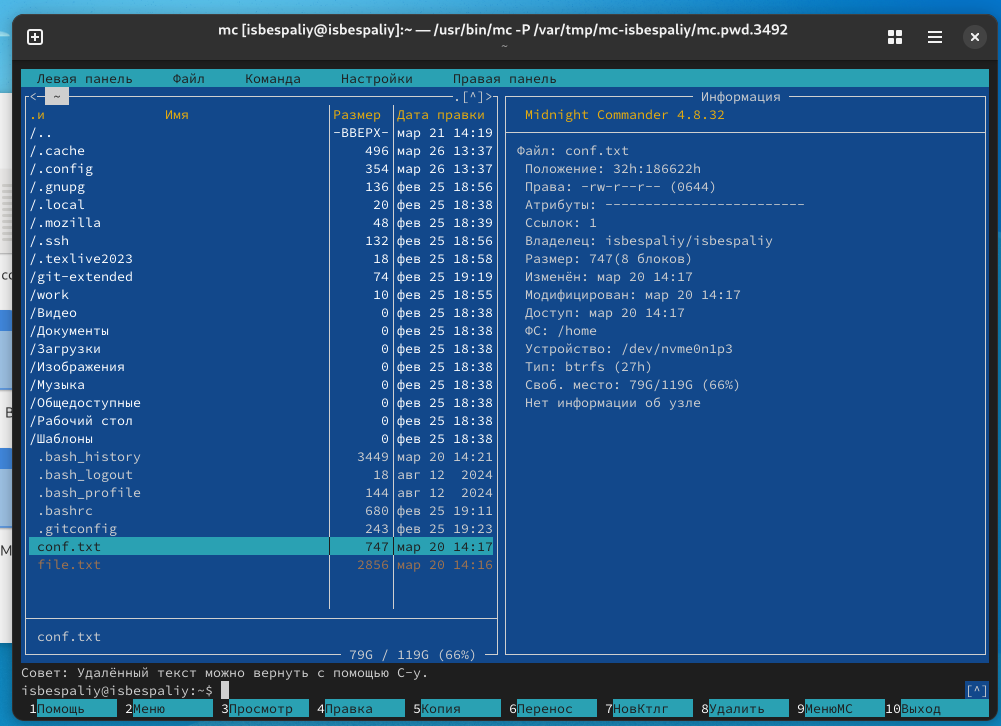 mc [isbespaliy@isbespaliy]:~ — /usr/bin/mc -P /var/tmp/mc-isbespaliy/mc.pwd.3492
~
Левая панель Файл Команда Настройки Правая панель
<─ ~ .[^]>
.и Имя Размер Дата правки
/.. -ВВЕРХ- мар 21 14:19
/.cache 496 мар 26 13:37
/.config 354 мар 26 13:37
/.gnupg 136 фев 25 18:56
/.local 20 фев 25 18:38
/.mozilla 48 фев 25 18:39
/.ssh 132 фев 25 18:56
/.texlive2023 18 фев 25 18:58
/git-extended 74 фев 25 19:19
/work 10 фев 25 18:55
/Видео 0 фев 25 18:38
/Документы 0 фев 25 18:38
/Загрузки 0 фев 25 18:38
/Изображения 0 фев 25 18:38
/Музыка 0 фев 25 18:38
/Общедоступные 0 фев 25 18:38
/Рабочий стол 0 фев 25 18:38
/Шаблоны 0 фев 25 18:38
.bash_history 3449 мар 20 14:21
.bash_logout 18 авг 12 2024
.bash_profile 144 авг 12 2024
.bashrc 680 фев 25 19:11
.gitconfig 243 фев 25 19:23
conf.txt 747 мар 20 14:17
file.txt 2856 мар 20 14:16
conf.txt
79G / 119G (66%)
Информация
Midnight Commander 4.8.32
Файл: conf.txt
Положение: 32h:186622h
Права: -rw-r--r-- (0644)
Атрибуты: -------------------------
Ссылок: 1
Владелец: isbespaliy/isbespaliy
Размер: 747(8 блоков)
Изменён: мар 20 14:17
Модифицирован: мар 20 14:17
Доступ: мар 20 14:17
ФС: /home
Устройство: /dev/nvme0n1p3
Тип: btrfs (27h)
Своб. место: 79G/119G (66%)
Нет информации об узле
Совет: Удалённый текст можно вернуть с помощью C-y.
isbespaliy@isbespaliy:~$ [^]
1Помощь 2Меню 3Просмотр 4Правка 5Копия 6Перенос 7НовКтлг 8Удалить 9МенюМС 10Выход